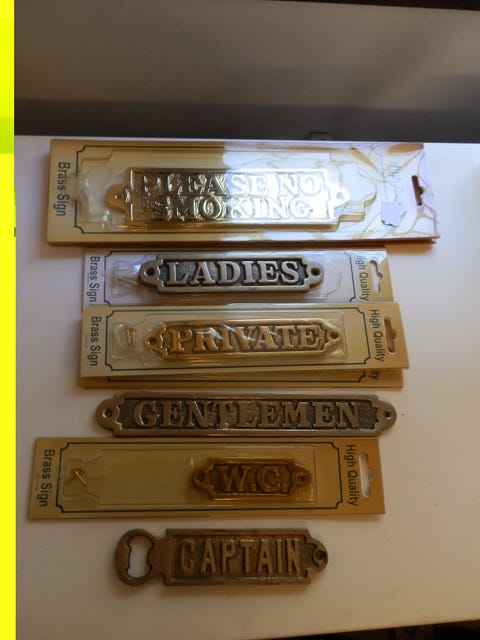 Brass Sign
PLEASE NO
SMOKING
Brass Sign
LADIES
High Quality
Brass Sign
PRIVATE
High Quality
GENTLEMEN
Brass Sign
W.C.
High Quality
CAPTAIN